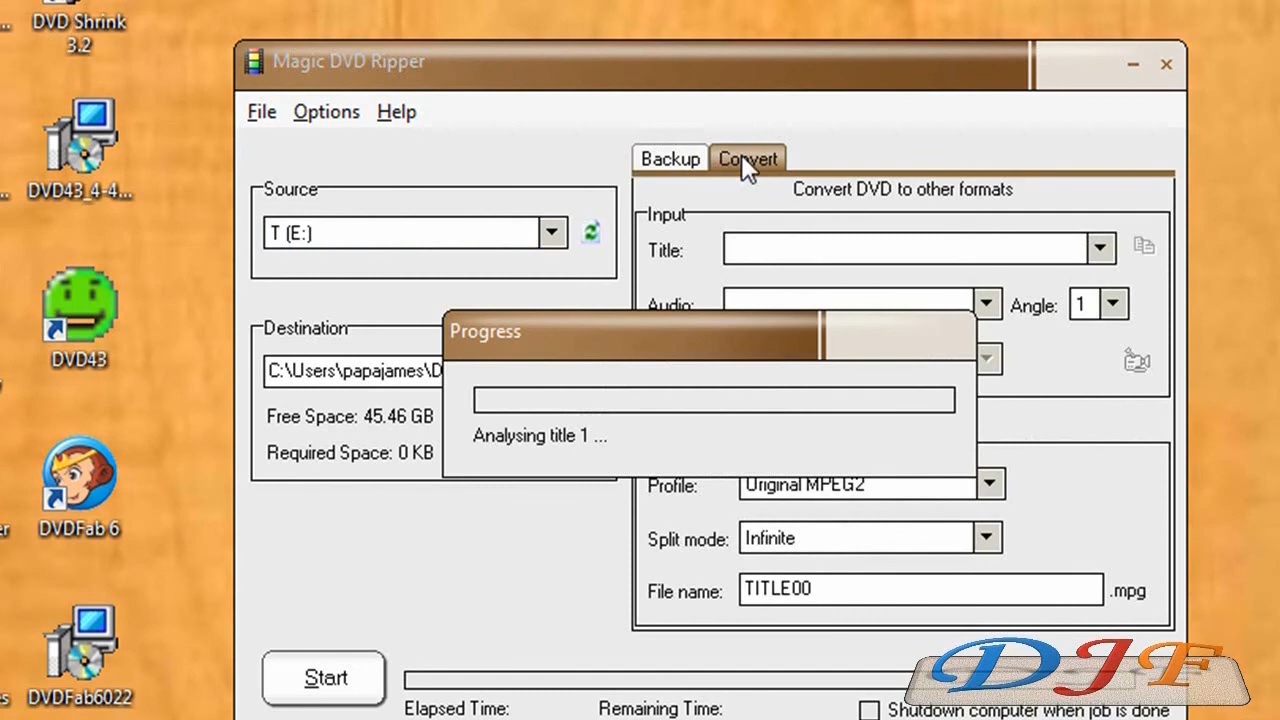 DVD Shrink
3.2
DVD43_4-4...
DVD43
DVDFab 6
DVDFab6022
Magic DVD Ripper
File Options Help
Source
T (E:)
Destination
C:\Users\papajames\D
Free Space: 45.46 GB
Required Space: 0 KB
Backup Convert
Convert DVD to other formats
Input
Title:
Audio:
Angle: 1
Progress
Analysing title 1 ...
Profile: Original MPEG2
Split mode: Infinite
File name: TITLE00 .mpg
Start
Elapsed Time: Remaining Time:
Shutdown computer when job is done
DJF